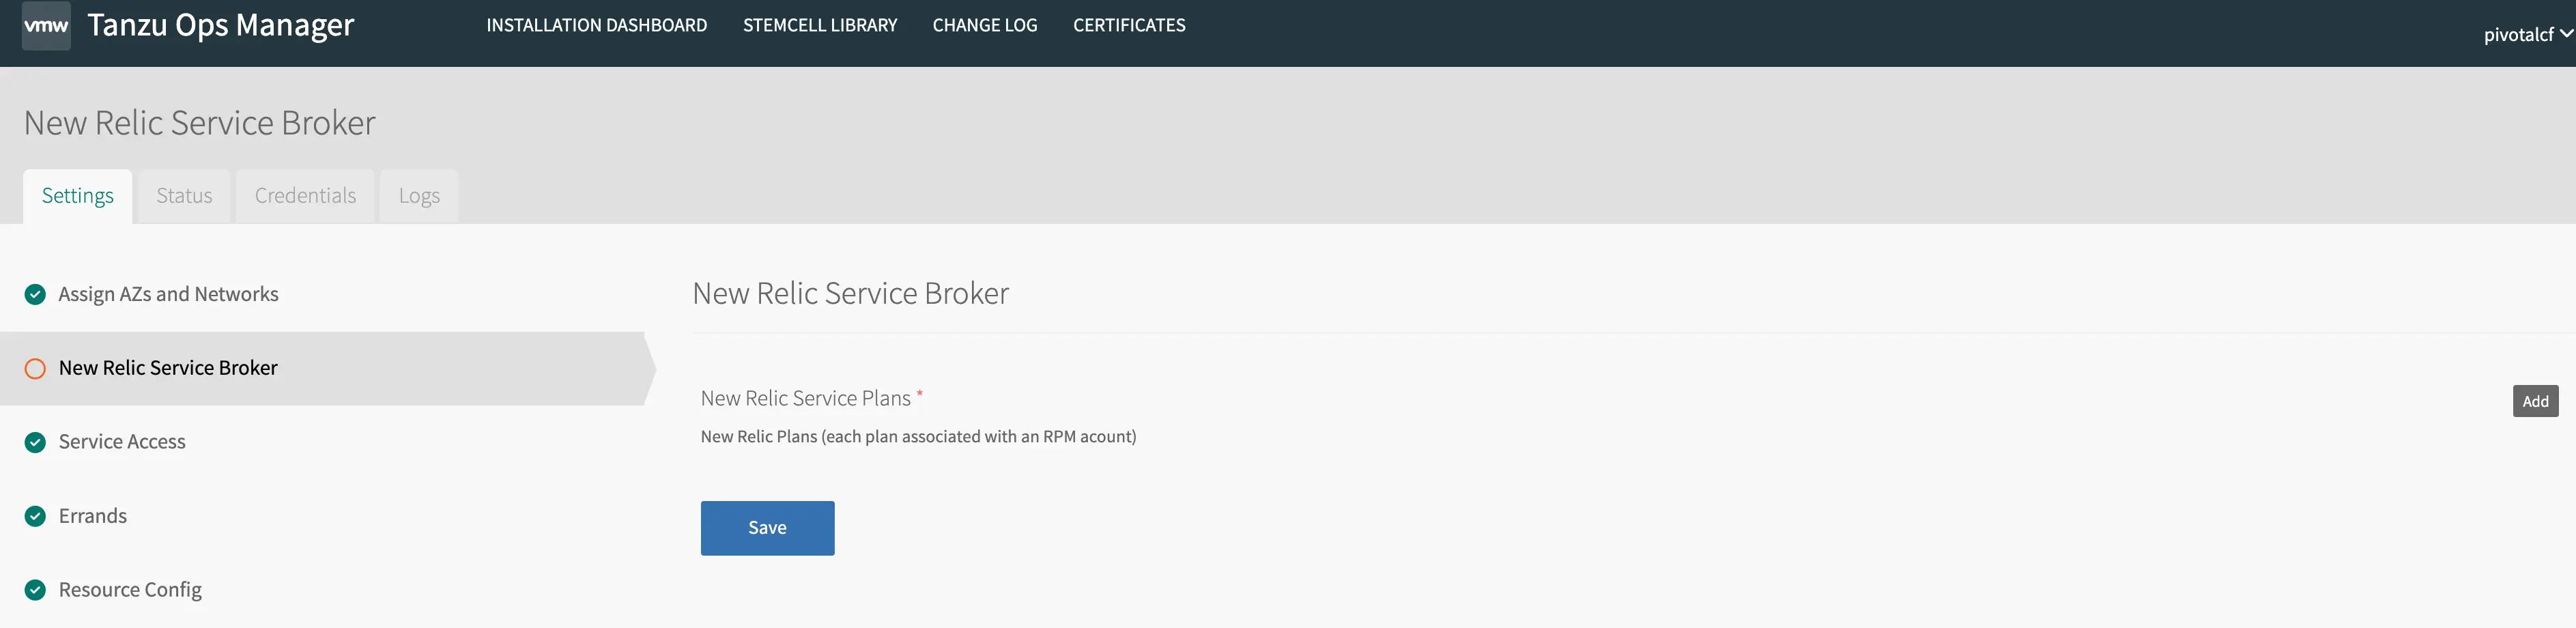 vmw Tanzu Ops Manager INSTALLATION DASHBOARD STEMCELL LIBRARY CHANGE LOG CERTIFICATES pivotalcf
New Relic Service Broker
Settings Status Credentials Logs
Assign AZs and Networks
New Relic Service Broker
Service Access
Errands
Resource Config
New Relic Service Broker
New Relic Service Plans *
Add
New Relic Plans (each plan associated with an RPM acount)
Save